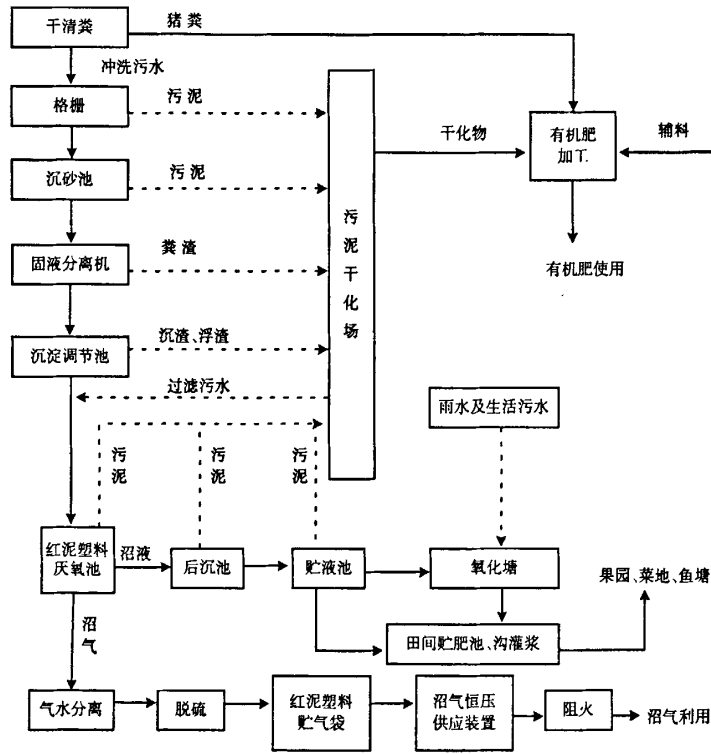 干清粪
猪粪
冲洗污水
格栅
污泥
干化物
有机肥
加工
辅料
沉砂池
污泥
污泥干化场
固液分离机
粪渣
有机肥使用
沉淀调节池
沉渣、浮渣
过滤污水
雨水及生活污水
污泥
污泥
污泥
红泥塑料
厌氧池
沼液
后沉池
贮液池
氧化塘
果园、菜地、鱼塘
沼气
田间贮肥池、沟灌浆
气水分离
脱硫
红泥塑料
贮气袋
沼气恒压
供应装置
阻火
沼气利用